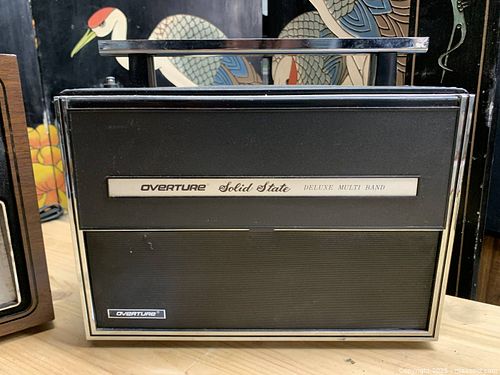 OVERTURE Solid State DELUXE MULTI BAND
OVERTURE